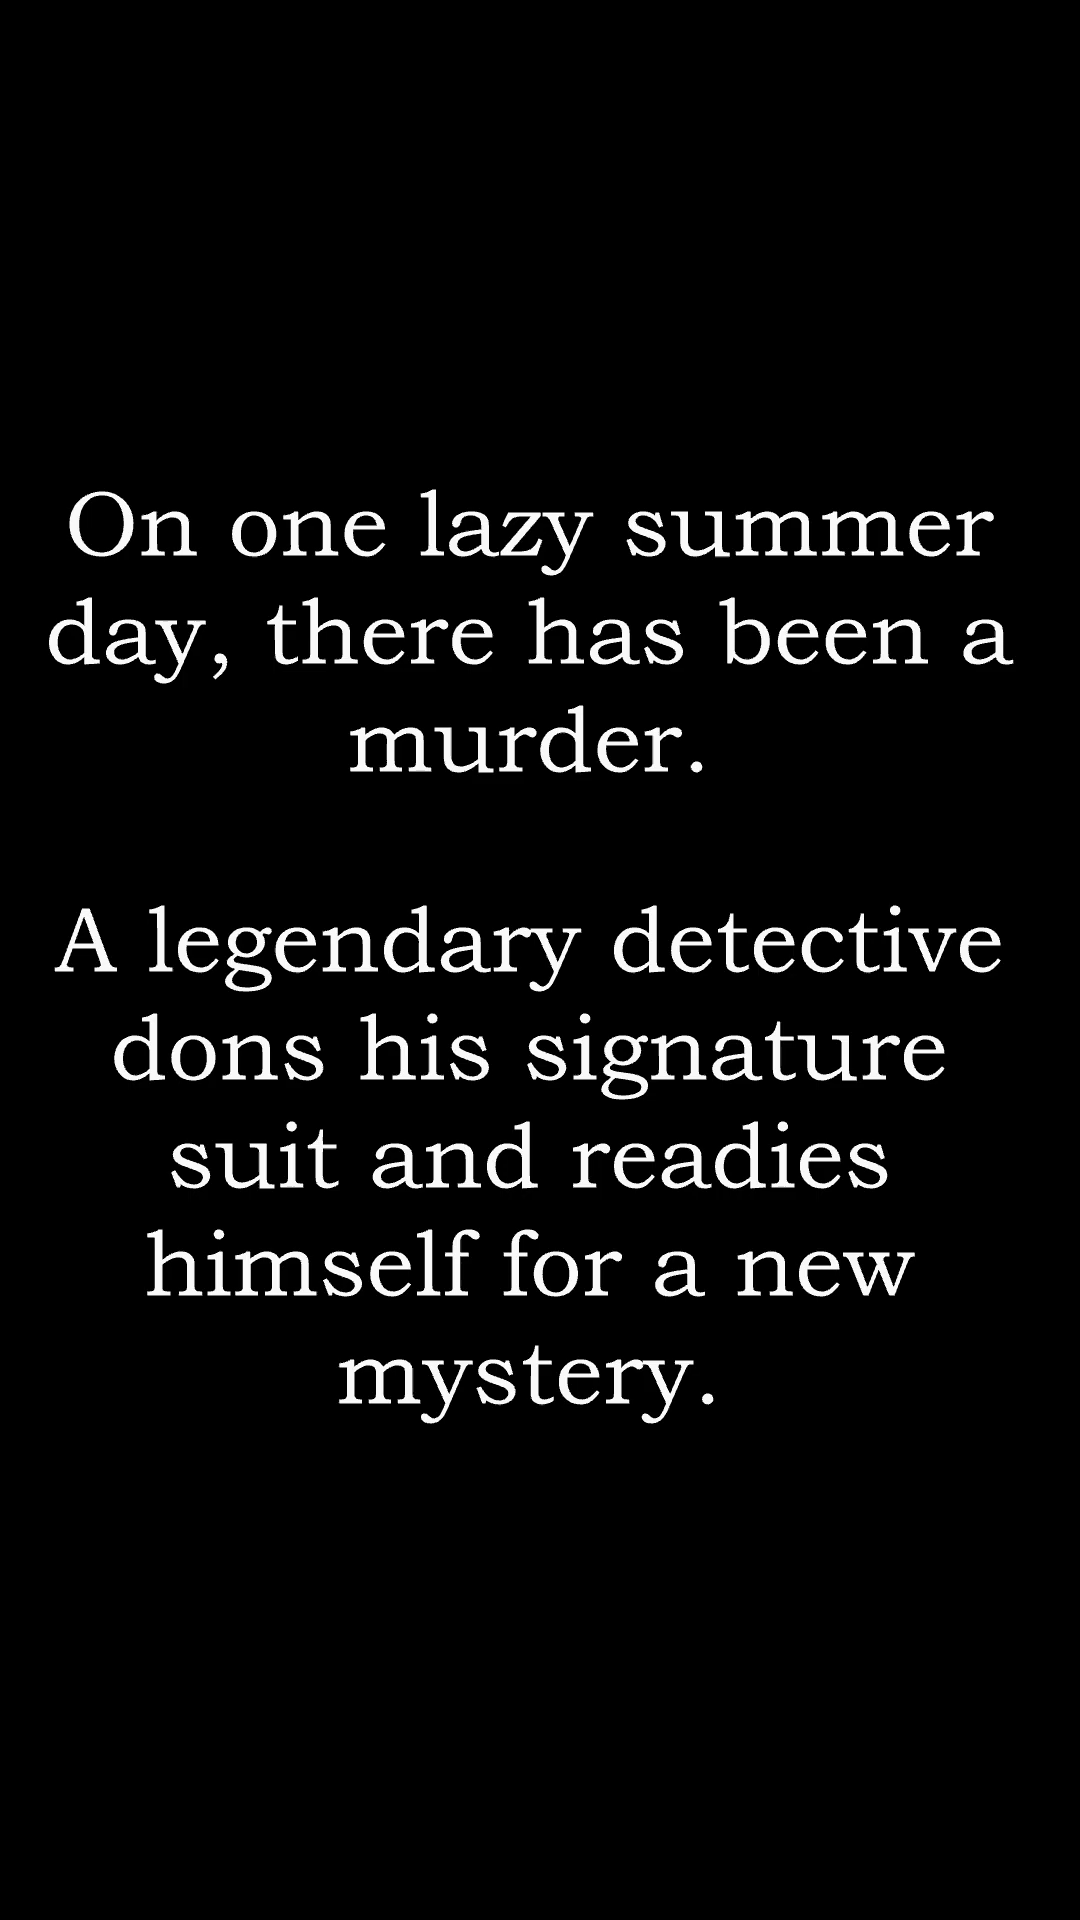 On one lazy summer
day, there has been a
murder.
A legendary detective
dons his signature
suit and readies
himself for a new
mystery.